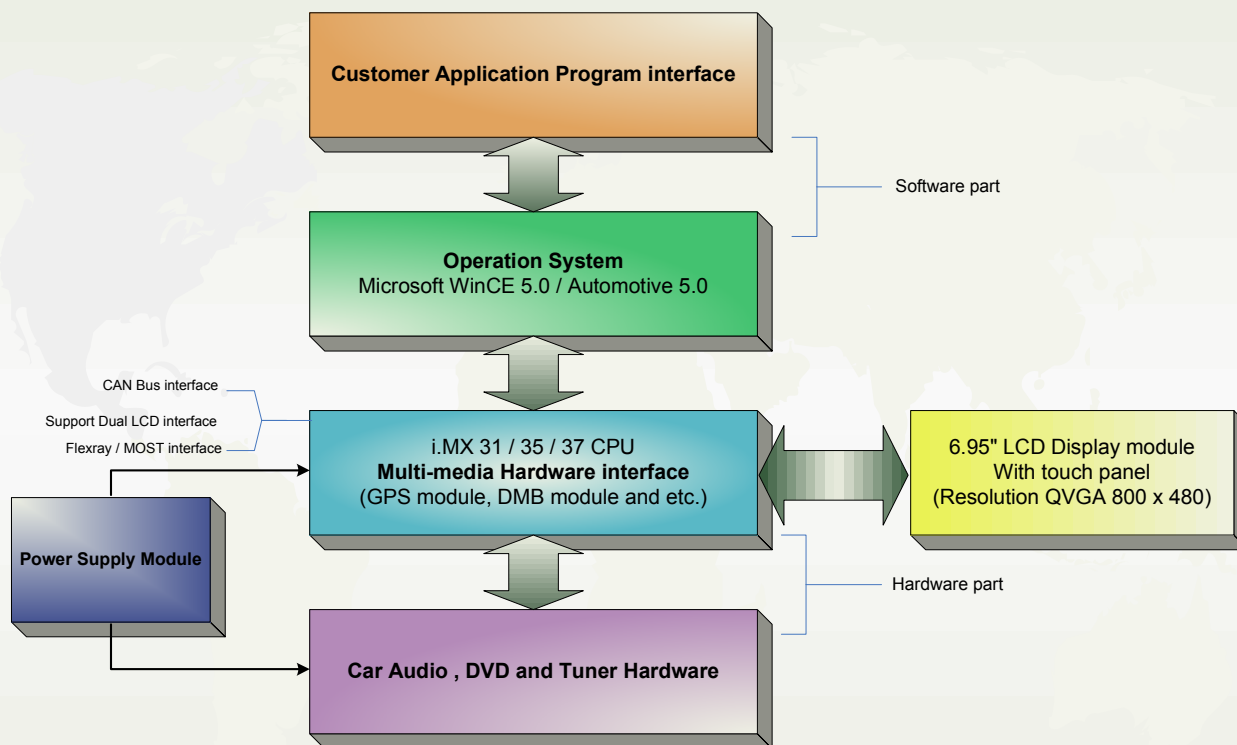 Customer Application Program interface
Software part
Operation System
Microsoft WinCE 5.0 / Automotive 5.0
CAN Bus interface
Support Dual LCD interface
Flexray / MOST interface
i.MX 31 / 35 / 37 CPU
Multi-media Hardware interface
(GPS module, DMB module and etc.)
6.95" LCD Display module
With touch panel
(Resolution QVGA 800 x 480)
Power Supply Module
Hardware part
Car Audio , DVD and Tuner Hardware